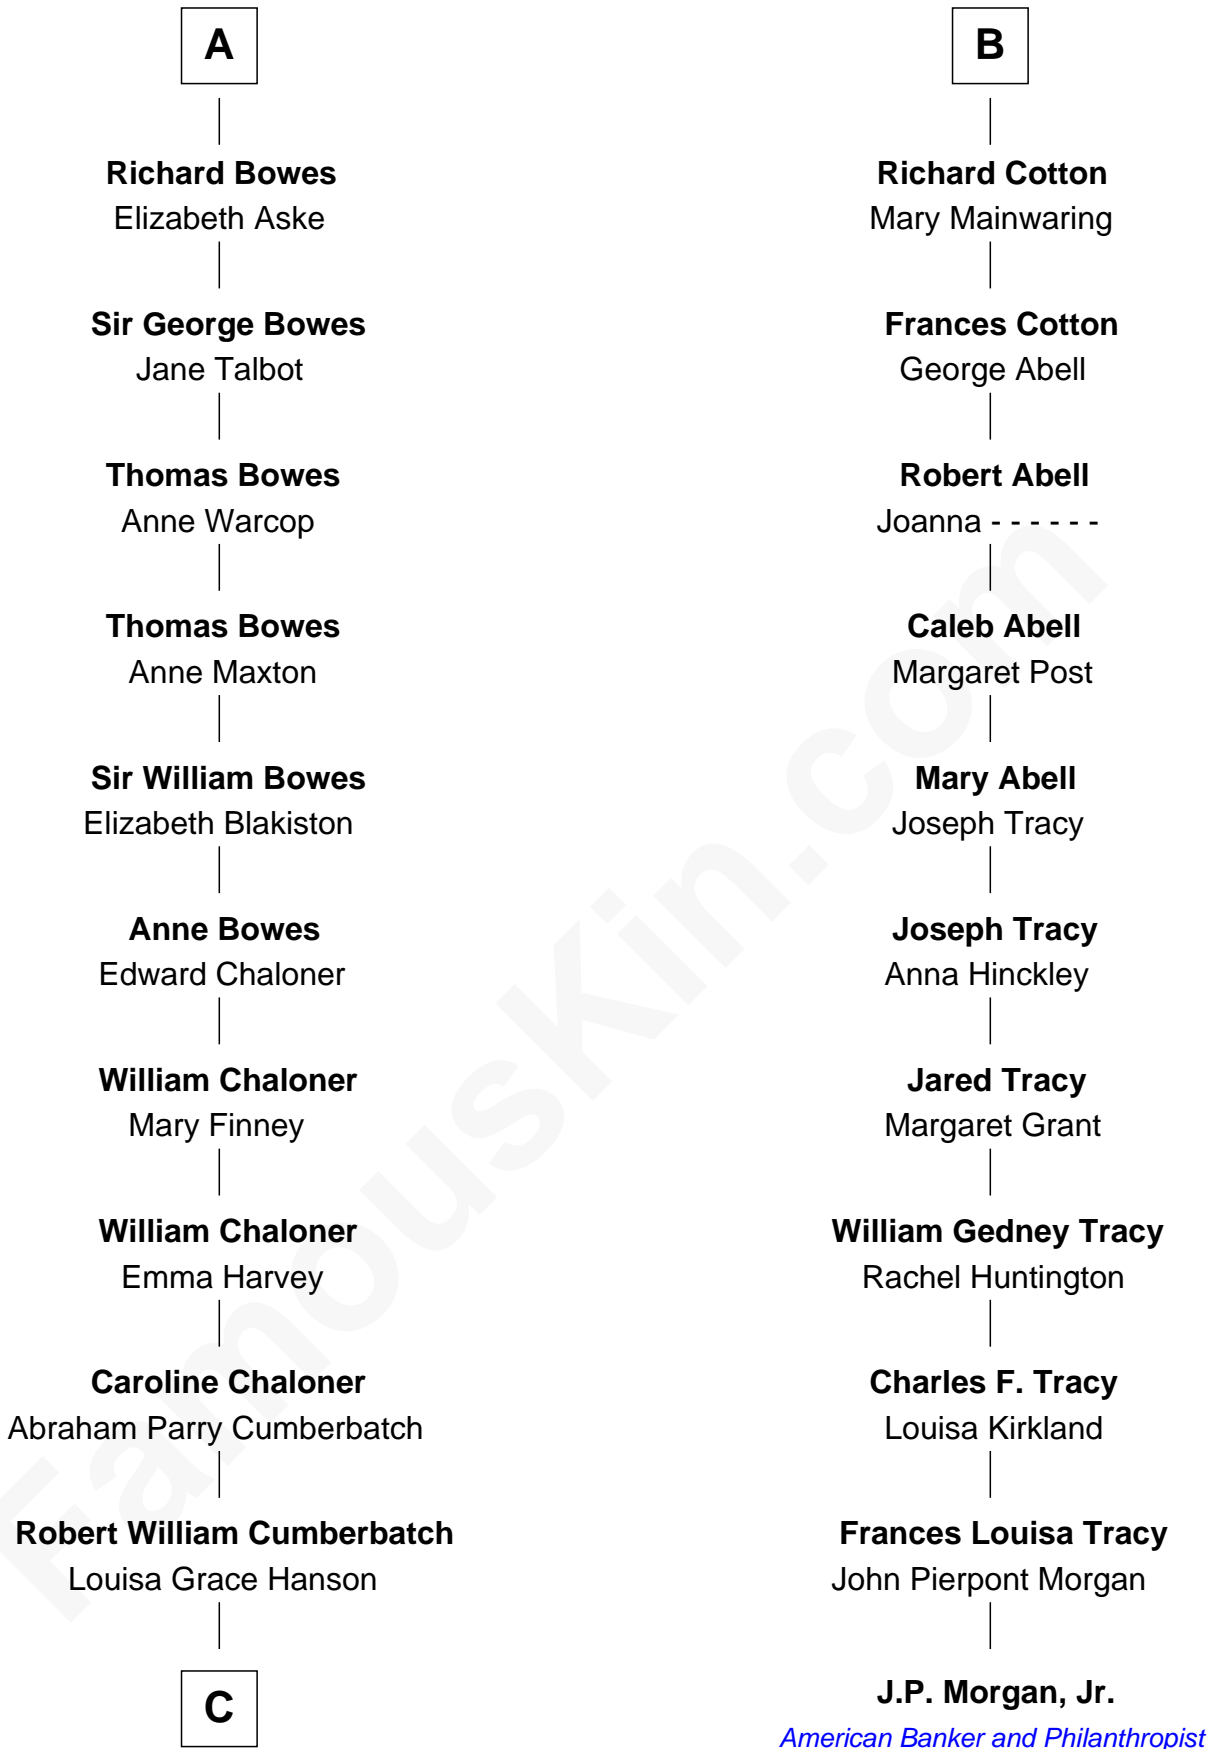 A
Richard Bowes
Elizabeth Aske
Sir George Bowes
Jane Talbot
Thomas Bowes
Anne Warcop
Thomas Bowes
Anne Maxton
Sir William Bowes
Elizabeth Blakiston
Anne Bowes
Edward Chaloner
William Chaloner
Mary Finney
William Chaloner
Emma Harvey
Caroline Chaloner
Abraham Parry Cumberbatch
Robert William Cumberbatch
Louisa Grace Hanson
C
B
Richard Cotton
Mary Mainwaring
Frances Cotton
George Abell
Robert Abell
Joanna - - - - - -
Caleb Abell
Margaret Post
Mary Abell
Joseph Tracy
Joseph Tracy
Anna Hinckley
Jared Tracy
Margaret Grant
William Gedney Tracy
Rachel Huntington
Charles F. Tracy
Louisa Kirkland
Frances Louisa Tracy
John Pierpont Morgan
J.P. Morgan, Jr.
American Banker and Philanthropist
FamousKin.com